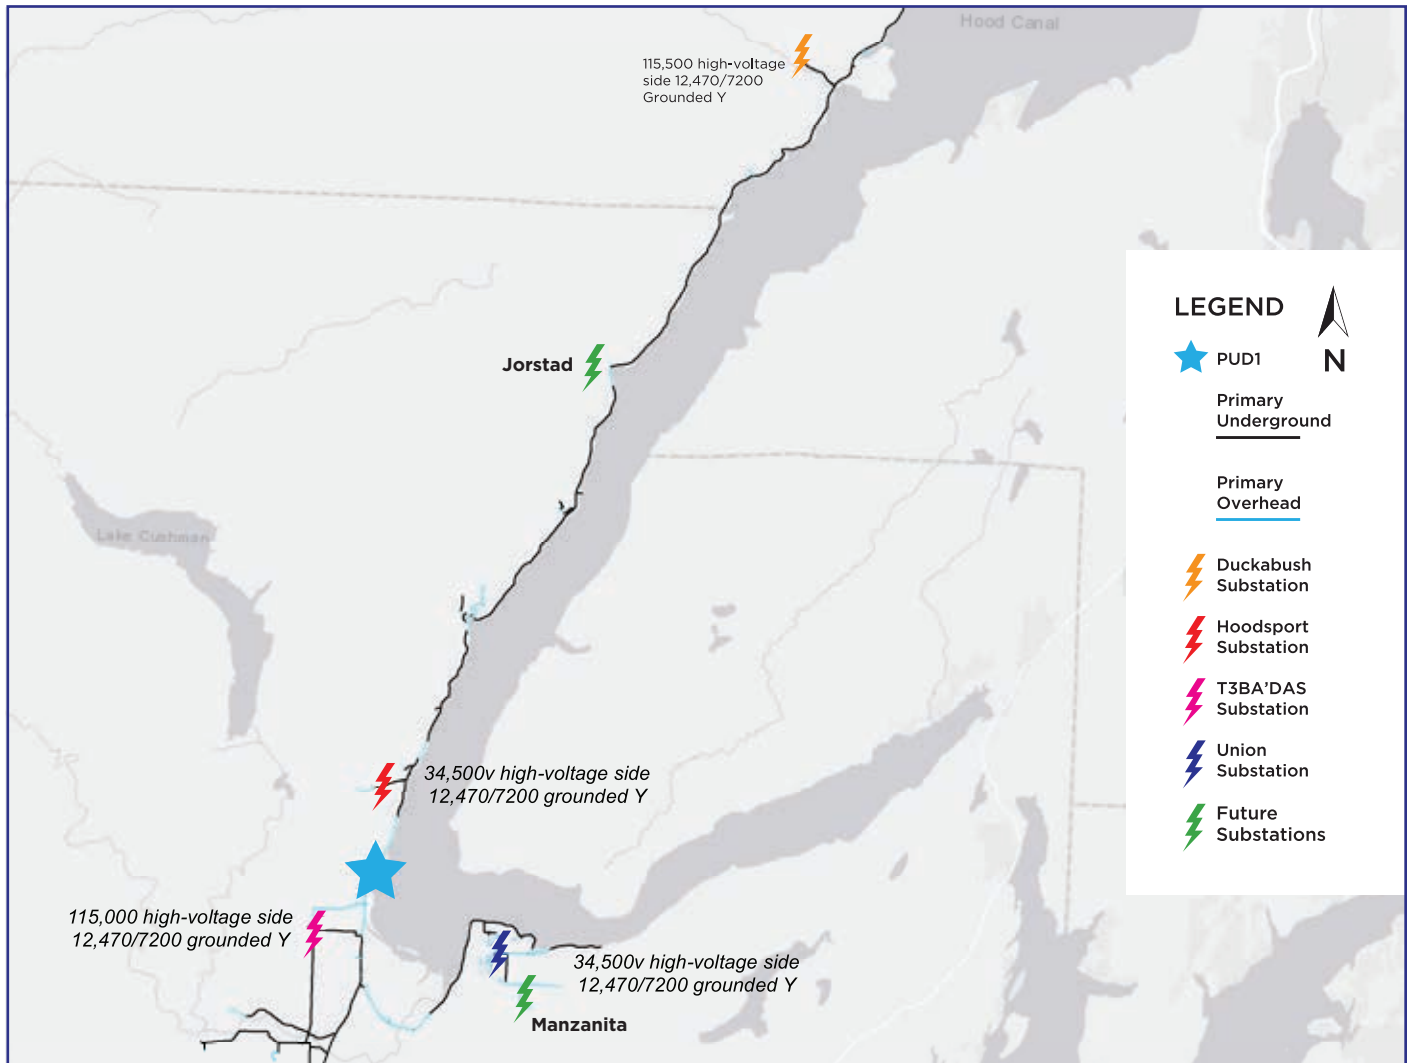 Hood Canal
115,500 high-voltage
side 12,470/7200
Grounded Y
Jorstad
Lake Cushman
34,500v high-voltage side
12,470/7200 grounded Y
115,000 high-voltage side
12,470/7200 grounded Y
34,500v high-voltage side
12,470/7200 grounded Y
Manzanita
LEGEND
N
PUD1
Primary
Underground
Primary
Overhead
Duckabush
Substation
Hoodsport
Substation
T3BA'DAS
Substation
Union
Substation
Future
Substations